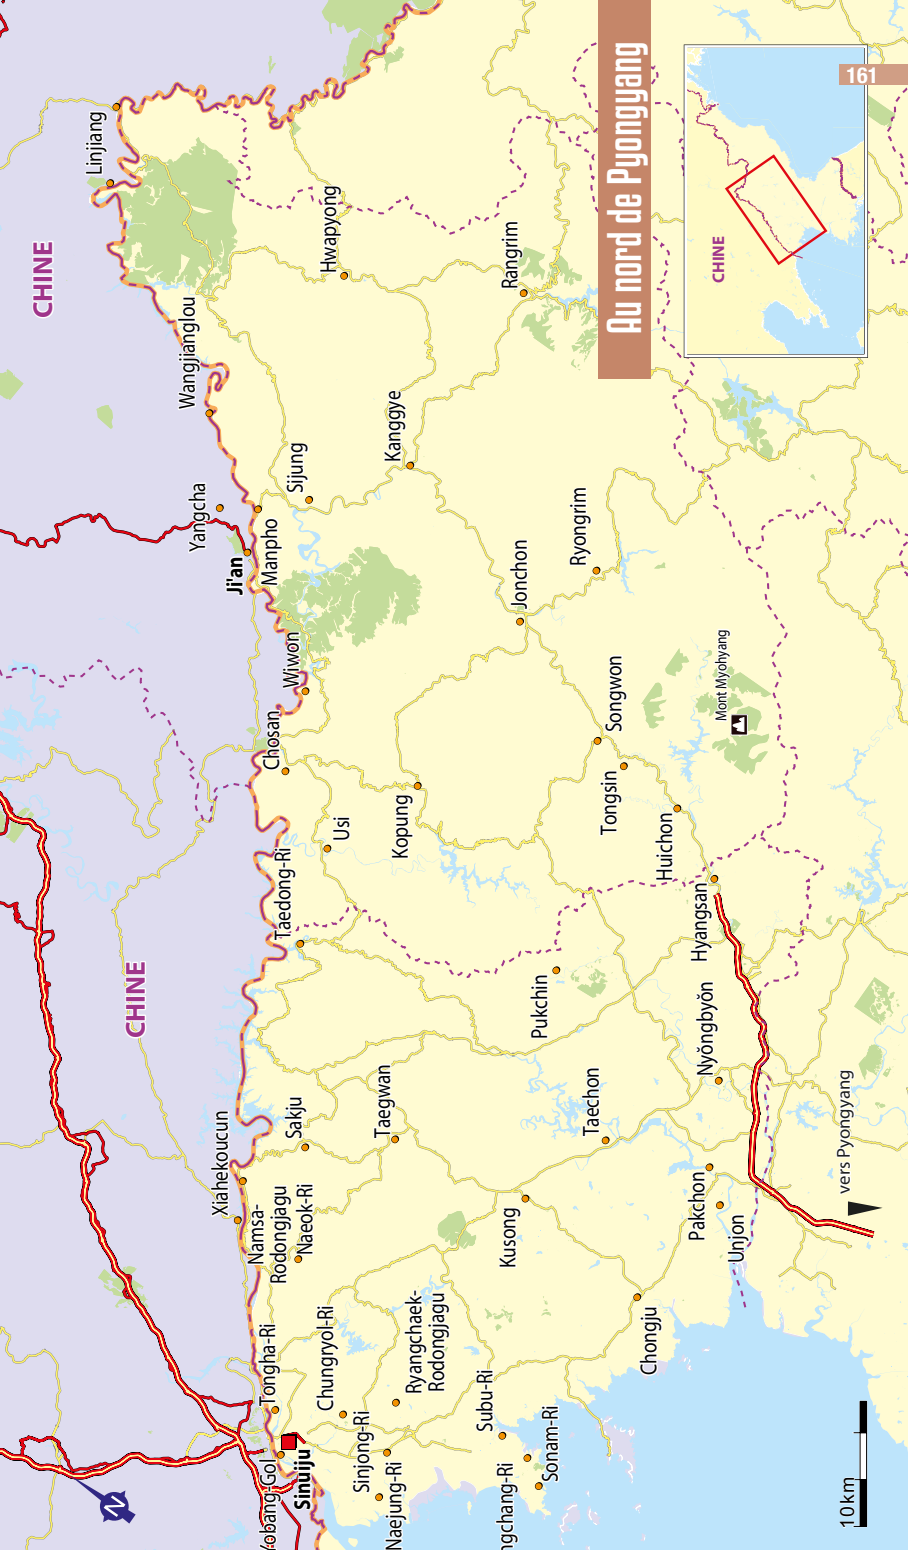 161
Au nord de Pyongyang
CHINE
CHINE
CHINE
Linjiang
Hwapyong
Rangrim
Wangjianglou
Kanggye
Sijung
Yangcha
Ji'an
Manpho
Ryongrim
Jonchon
Wiwon
Chosan
Songwon
Mont Myohyang
Tongsin
Usi
Kopung
Huichon
Taedong-Ri
Hyangsan
Pukchin
Nyŏngbyŏn
Taegwan
Taechon
Sakju
vers Pyongyang
Xiahekoucun
Namsa-
Rodongjagu
Naeok-Ri
Pakchon
Unjon
Kusong
Chongju
Ryangchaek-
Rodongjagu
Chungryol-Ri
Tongha-Ri
Subu-Ri
Sonam-Ri
Sinjong-Ri
Naejung-Ri
Sinuiju
N
10 km